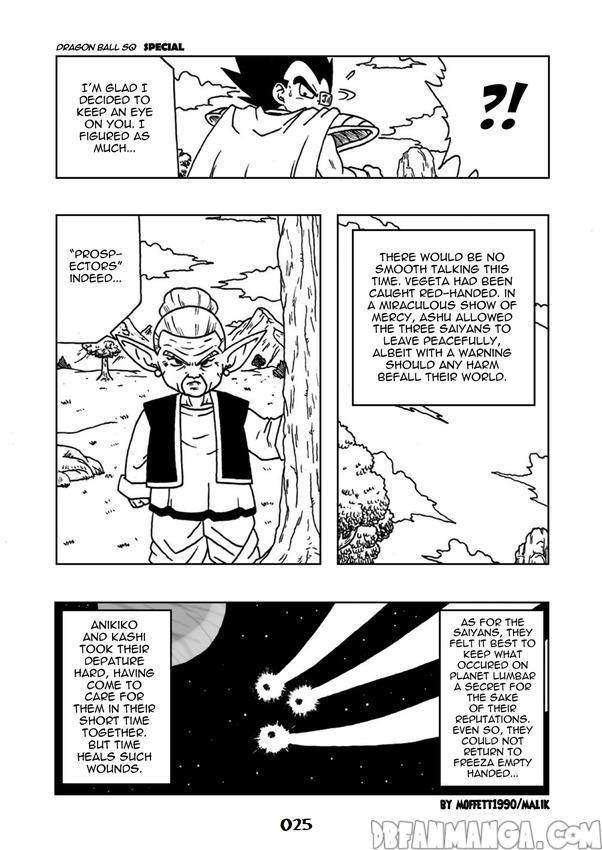 DRAGON BALL SQ SPECIAL
I'M GLAD I
DECIDED TO
KEEP AN EYE
ON YOU. I
FIGURED AS
MUCH...
?!
"PROSP-
ECTORS"
INDEED...
THERE WOULD BE NO
SMOOTH TALKING THIS
TIME. VEGETA HAD BEEN
CAUGHT RED-HANDED. IN
A MIRACULOUS SHOW OF
MERCY, ASHU ALLOWED
THE THREE SAIYANS TO
LEAVE PEACEFULLY,
ALBEIT WITH A WARNING
SHOULD ANY HARM
BEFALL THEIR WORLD.
ANIKIKO
AND KASHI
TOOK THEIR
DEPATURE
HARD, HAVING
COME TO
CARE FOR
THEM IN THEIR
SHORT TIME
TOGETHER.
BUT TIME
HEALS SUCH
WOUNDS.
AS FOR THE
SAIYANS, THEY
FELT IT BEST TO
KEEP WHAT
OCCURED ON
PLANET LUMBAR
A SECRET FOR
THE SAKE
OF THEIR
REPUTATIONS.
EVEN SO, THEY
COULD NOT
RETURN TO
FREEZA EMPTY
HANDED...
BY MOFFETT1990/MALIK
025
DBFANMANGA.COM